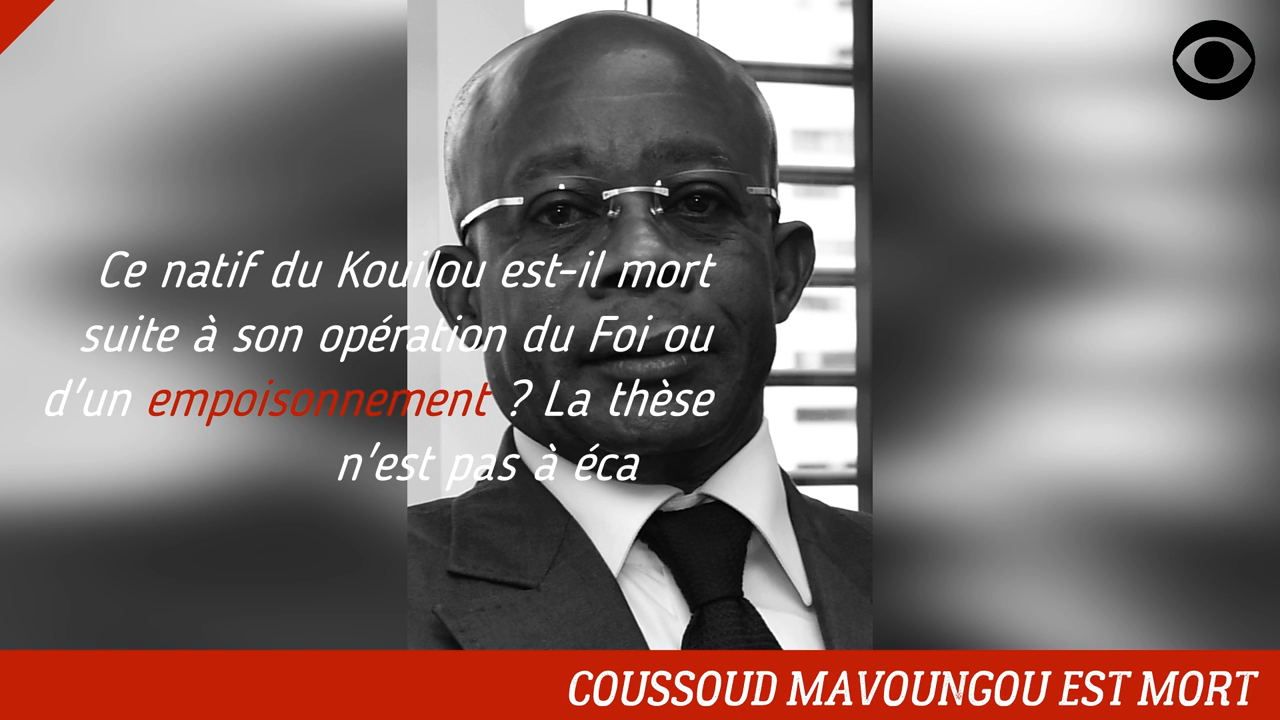 Ce natif du Kouilou est-il mort
suite à son opération du Foi ou
d'un empoisonnement ? La thèse
n'est pas à éca
COUSSOUD MAVOUNGOU EST MORT